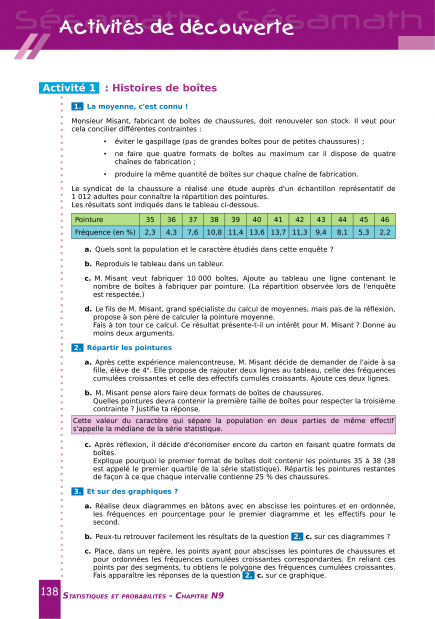 Sésamath Sésamath
Activités de découverte
Activité 1 : Histoires de boîtes
1. La moyenne, c'est connu !
Monsieur Misant, fabricant de boîtes de chaussures, doit renouveler son stock. Il veut pour
cela concilier différentes contraintes :
• éviter le gaspillage (pas de grandes boîtes pour de petites chaussures) ;
• ne faire que quatre formats de boîtes au maximum car il dispose de quatre
chaînes de fabrication ;
• produire la même quantité de boîtes sur chaque chaîne de fabrication.
Le syndicat de la chaussure a réalisé une étude auprès d'un échantillon représentatif de
1 012 adultes pour connaître la répartition des pointures.
Les résultats sont indiqués dans le tableau ci-dessous.
Pointure 35 36 37 38 39 40 41 42 43 44 45 46
Fréquence (en %) 2,3 4,3 7,6 10,8 11,4 13,6 13,7 11,3 9,4 8,1 5,3 2,2
a. Quels sont la population et le caractère étudiés dans cette enquête ?
b. Reproduis le tableau dans un tableur.
c. M. Misant veut fabriquer 10 000 boîtes. Ajoute au tableau une ligne contenant le
nombre de boîtes à fabriquer par pointure. (La répartition observée lors de l'enquête
est respectée.)
d. Le fils de M. Misant, grand spécialiste du calcul de moyennes, mais pas de la réflexion,
propose à son père de calculer la pointure moyenne.
Fais à ton tour ce calcul. Ce résultat présente-t-il un intérêt pour M. Misant ? Donne au
moins deux arguments.
2. Répartir les pointures
a. Après cette expérience malencontreuse, M. Misant décide de demander de l'aide à sa
fille, élève de 4e. Elle propose de rajouter deux lignes au tableau, celle des fréquences
cumulées croissantes et celle des effectifs cumulés croissants. Ajoute ces deux lignes.
b. M. Misant pense alors faire deux formats de boîtes de chaussures.
Quelles pointures devra contenir la première taille de boîtes pour respecter la troisième
contrainte ? Justifie ta réponse.
Cette valeur du caractère qui sépare la population en deux parties de même effectif
s'appelle la médiane de la série statistique.
c. Après réflexion, il décide d'économiser encore du carton en faisant quatre formats de
boîtes.
Explique pourquoi le premier format de boîtes doit contenir les pointures 35 à 38 (38
est appelé le premier quartile de la série statistique). Répartis les pointures restantes
de façon à ce que chaque intervalle contienne 25 % des chaussures.
3. Et sur des graphiques ?
a. Réalise deux diagrammes en bâtons avec en abscisse les pointures et en ordonnée,
les fréquences en pourcentage pour le premier diagramme et les effectifs pour le
second.
b. Peux-tu retrouver facilement les résultats de la question 2. c. sur ces diagrammes ?
c. Place, dans un repère, les points ayant pour abscisses les pointures de chaussures et
pour ordonnées les fréquences cumulées croissantes correspondantes. En reliant ces
points par des segments, tu obtiens le polygone des fréquences cumulées croissantes.
Fais apparaître les réponses de la question 2. c. sur ce graphique.
138 STATISTIQUES ET PROBABILITÉS - CHAPITRE N9